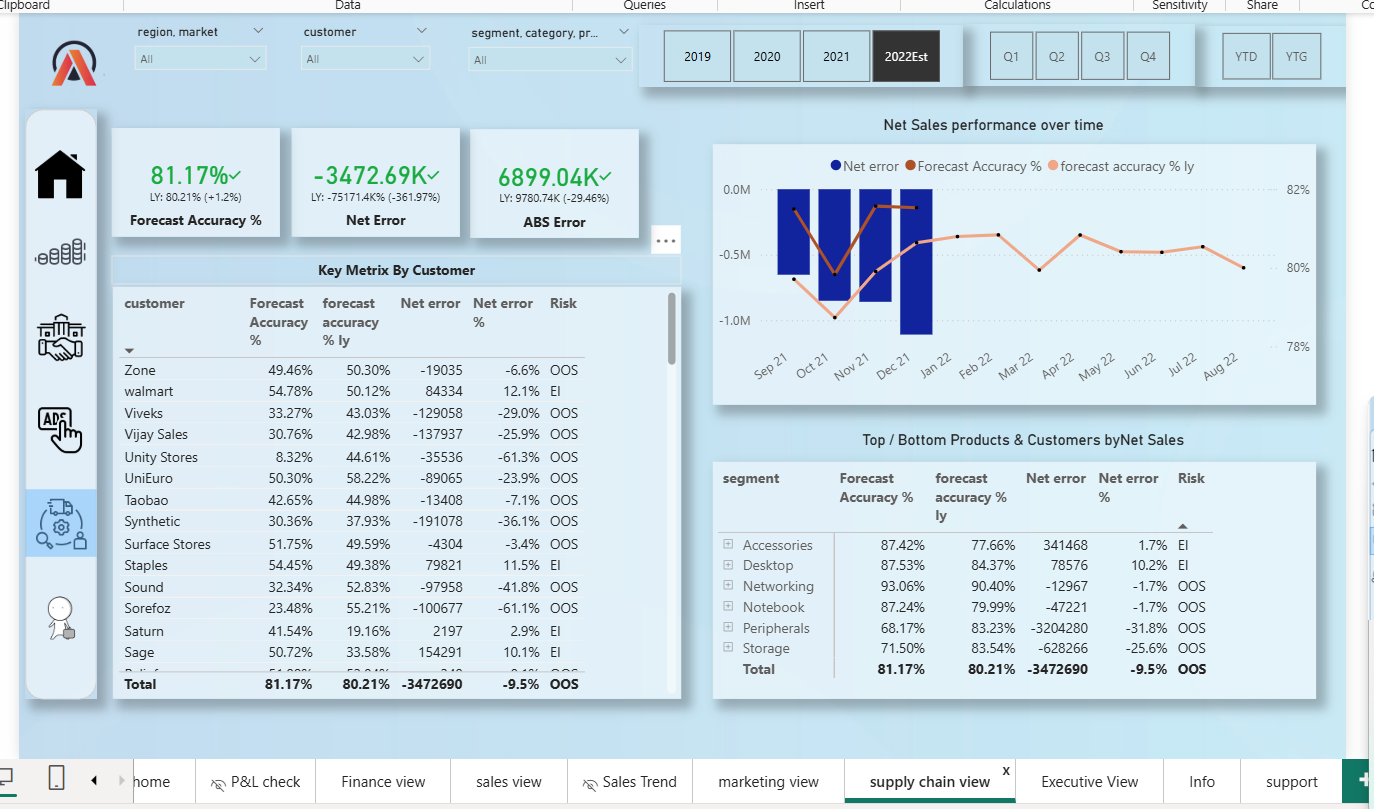 Clipboard Data Queries Insert Calculations Sensitivity Share
region, market customer segment, category, pr...
All All All
2019 2020 2021 2022Est Q1 Q2 Q3 Q4 YTD YTG
81.17%
LY: 80.21% (+1.2%)
Forecast Accuracy %
-3472.69K
LY: -75171.4K% (-361.97%)
Net Error
6899.04K
LY: 9780.74K (-29.46%)
ABS Error
ADS
Key Metrix By Customer
customer Forecast Accuracy % forecast accuracy % ly Net error Net error % Risk
Zone 49.46% 50.30% -19035 -6.6% OOS
walmart 54.78% 50.12% 84334 12.1% EI
Viveks 33.27% 43.03% -129058 -29.0% OOS
Vijay Sales 30.76% 42.98% -137937 -25.9% OOS
Unity Stores 8.32% 44.61% -35536 -61.3% OOS
UniEuro 50.30% 58.22% -89065 -23.9% OOS
Taobao 42.65% 44.98% -13408 -7.1% OOS
Synthetic 30.36% 37.93% -191078 -36.1% OOS
Surface Stores 51.75% 49.59% -4304 -3.4% OOS
Staples 54.45% 49.38% 79821 11.5% EI
Sound 32.34% 52.83% -97958 -41.8% OOS
Sorefoz 23.48% 55.21% -100677 -61.1% OOS
Saturn 41.54% 19.16% 2197 2.9% EI
Sage 50.72% 33.58% 154291 10.1% EI
Total 81.17% 80.21% -3472690 -9.5% OOS
Net Sales performance over time
Net error Forecast Accuracy % forecast accuracy % ly
0.0M 82%
-0.5M 80%
-1.0M 78%
Sep 21 Oct 21 Nov 21 Dec 21 Jan 22 Feb 22 Mar 22 Apr 22 May 22 Jun 22 Jul 22 Aug 22
Top / Bottom Products & Customers byNet Sales
segment Forecast Accuracy % forecast accuracy % ly Net error Net error % Risk
Accessories 87.42% 77.66% 341468 1.7% EI
Desktop 87.53% 84.37% 78576 10.2% EI
Networking 93.06% 90.40% -12967 -1.7% OOS
Notebook 87.24% 79.99% -47221 -1.7% OOS
Peripherals 68.17% 83.23% -3204280 -31.8% OOS
Storage 71.50% 83.54% -628266 -25.6% OOS
Total 81.17% 80.21% -3472690 -9.5% OOS
home P&L check Finance view sales view Sales Trend marketing view supply chain view x Executive View Info support